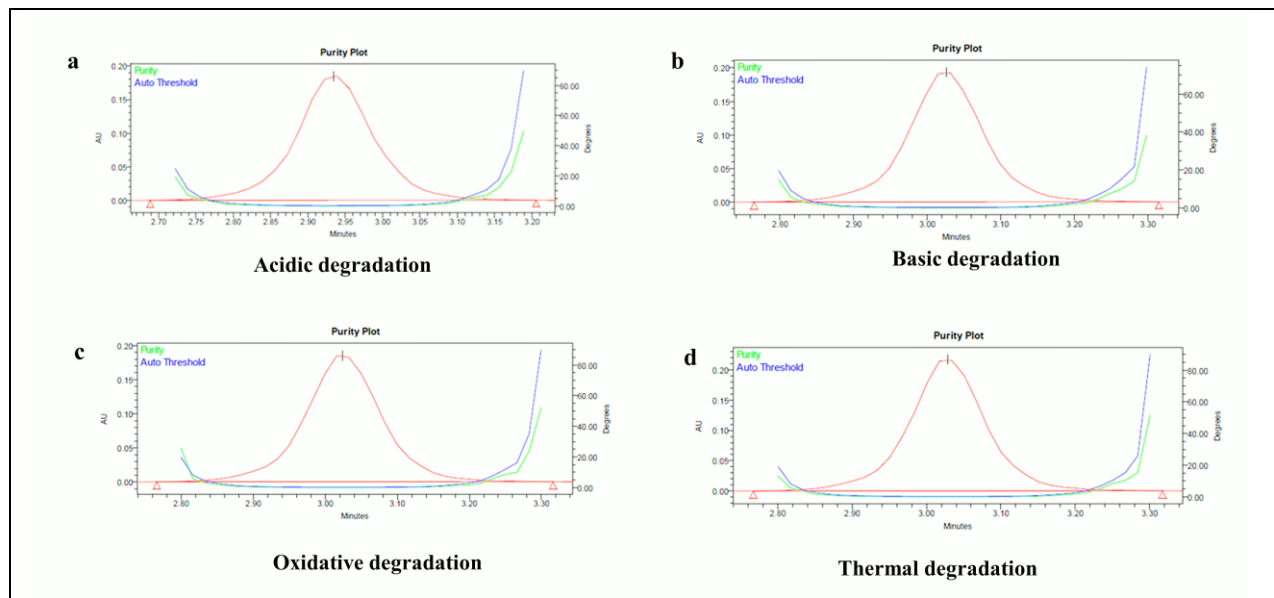 a
Purity Plot
Purity
Auto Threshold
0.20
0.15
0.10
0.05
0.00
AU
60.00
40.00
20.00
0.00
Degrees
2.70 2.75 2.80 2.85 2.90 2.95 3.00 3.05 3.10 3.15 3.20
Minutes
Acidic degradation
b
Purity Plot
Purity
Auto Threshold
0.20
0.15
0.10
0.05
0.00
AU
60.00
40.00
20.00
0.00
Degrees
2.80 2.90 3.00 3.10 3.20 3.30
Minutes
Basic degradation
c
Purity Plot
Purity
Auto Threshold
0.20
0.15
0.10
0.05
0.00
AU
60.00
40.00
20.00
0.00
Degrees
2.80 2.90 3.00 3.10 3.20 3.30
Minutes
Oxidative degradation
d
Purity Plot
Purity
Auto Threshold
0.20
0.15
0.10
0.05
0.00
AU
80.00
60.00
40.00
20.00
0.00
Degrees
2.80 2.90 3.00 3.10 3.20 3.30
Minutes
Thermal degradation